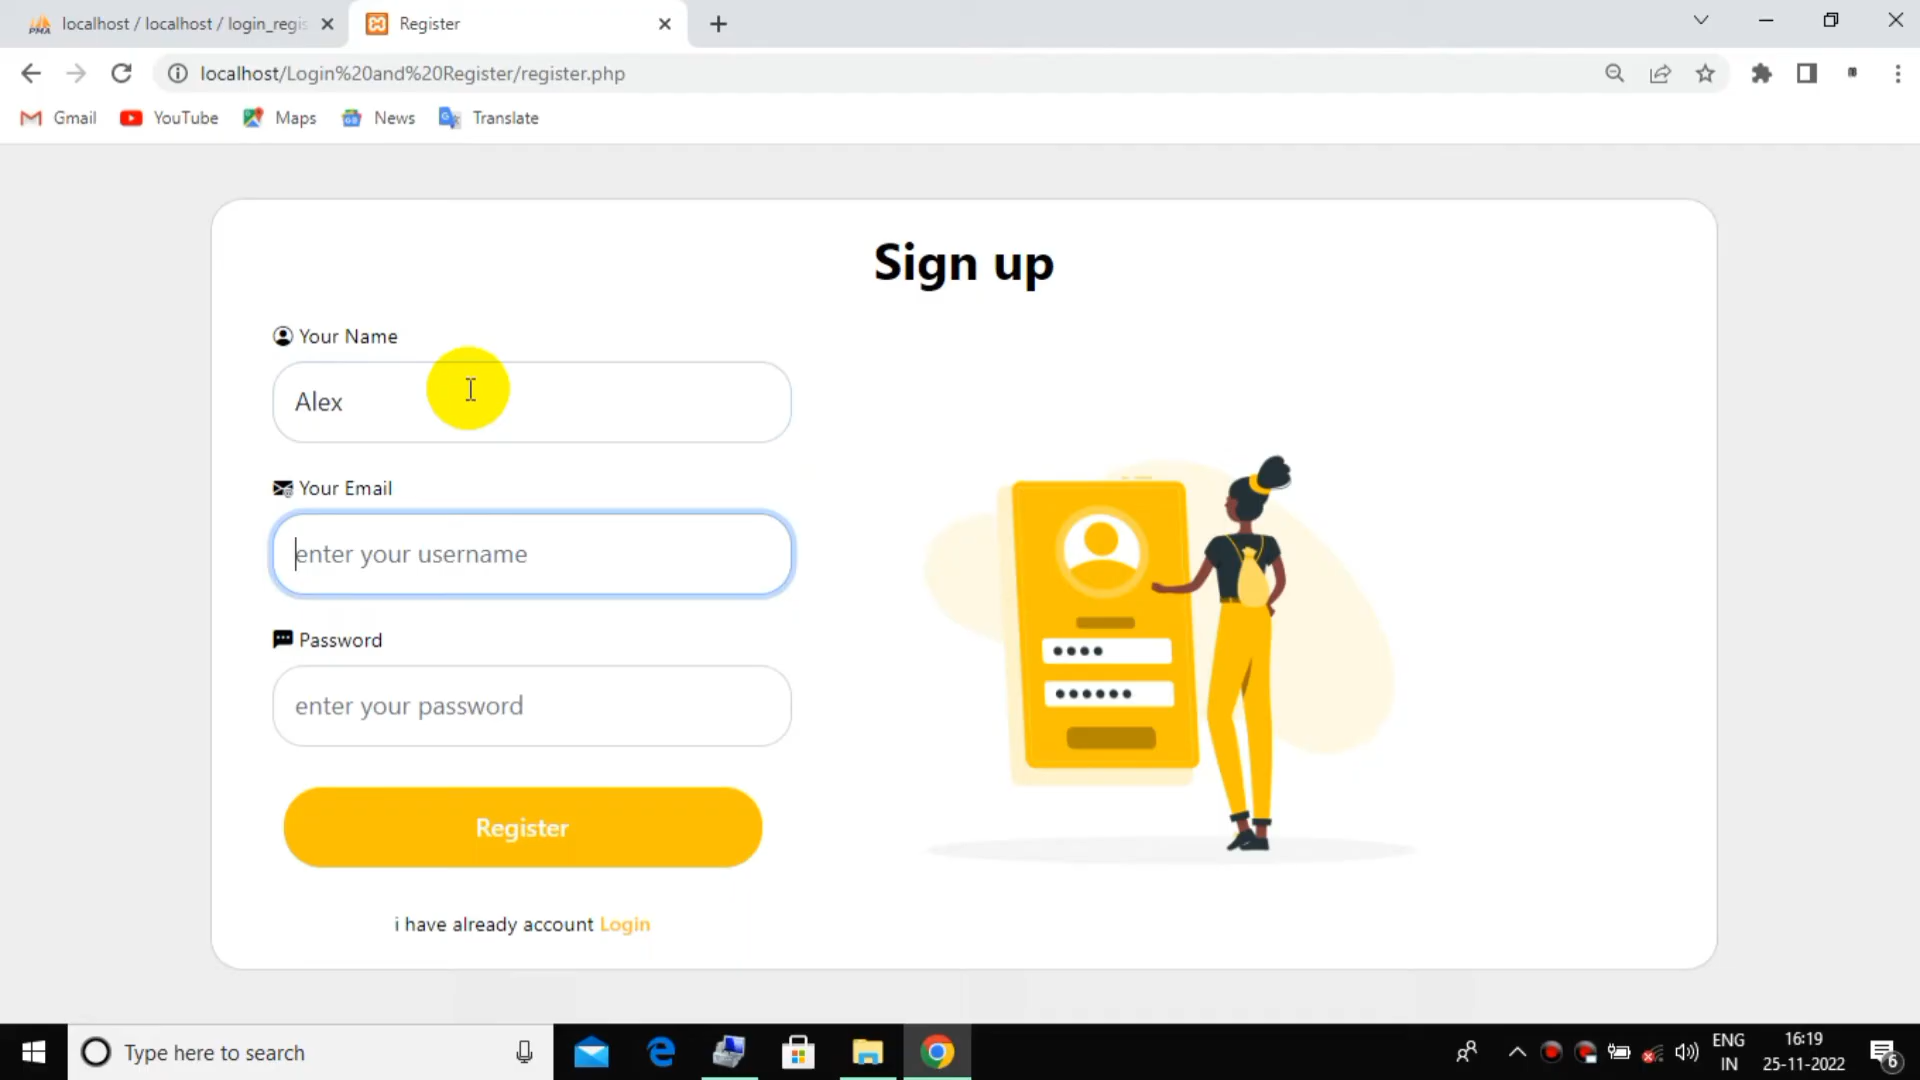 localhost / localhost / login_regis
Register
localhost/Login%20and%20Register/register.php
Gmail
YouTube
Maps
News
Translate
Sign up
Your Name
Alex
Your Email
enter your username
Password
enter your password
Register
i have already account Login
Type here to search
ENG
IN
16:19
25-11-2022
6